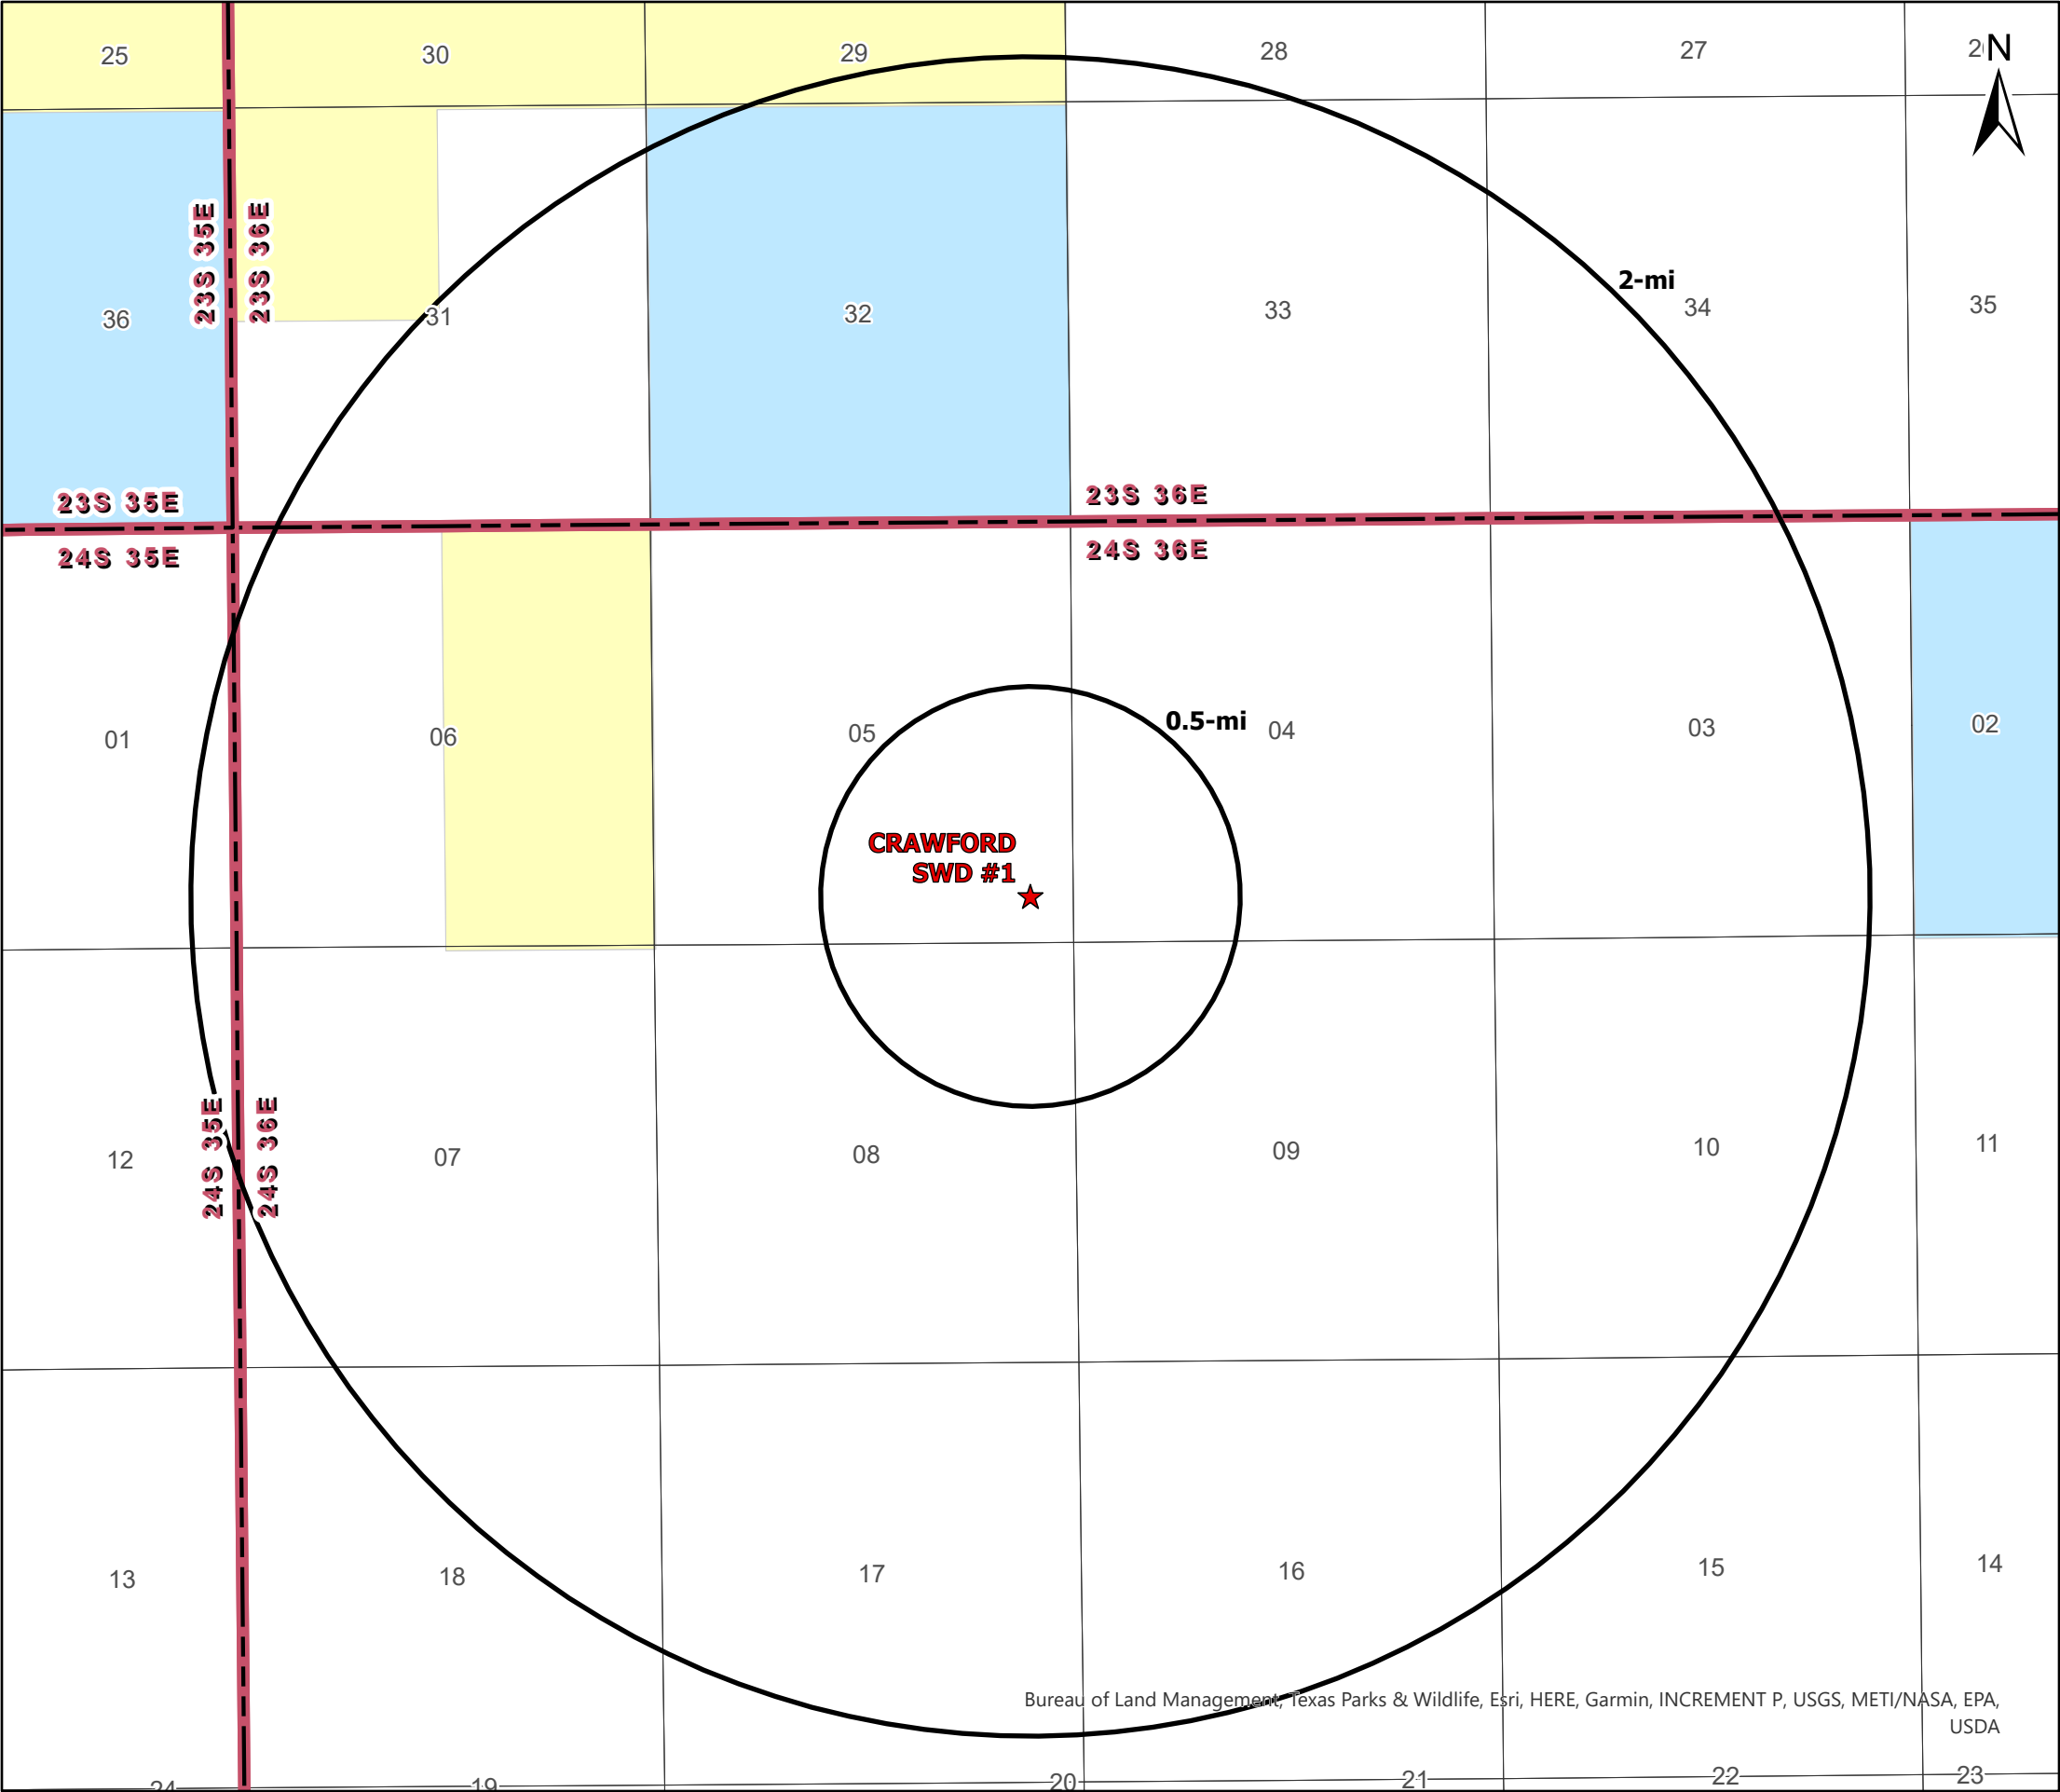 25
30
29
28
27
N
23S 35E
23S 36E
2-mi
36
31
32
33
34
35
23S 35E
23S 36E
24S 35E
24S 36E
0.5-mi
01
06
05
04
03
02
CRAWFORD
SWD #1
24S 35E
24S 36E
12
07
08
09
10
11
13
18
17
16
15
14
Bureau of Land Management, Texas Parks & Wildlife, Esri, HERE, Garmin, INCREMENT P, USGS, METI/NASA, EPA,
USDA
24
19
20
21
22
23